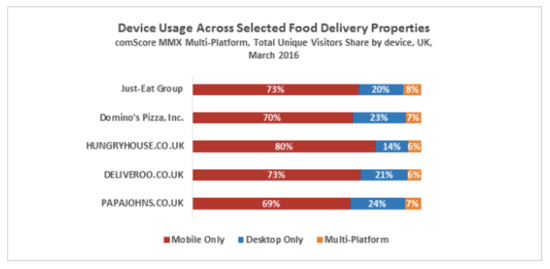 Device Usage Across Selected Food Delivery Properties
comScore MMX Multi-Platform, Total Unique Visitors Share by device, UK,
March 2016
Just-Eat Group 73% 20% 8%
Domino's Pizza, Inc. 70% 23% 7%
HUNGRYHOUSE.CO.UK 80% 14% 6%
DELIVEROO.CO.UK 73% 21% 6%
PAPAJOHNS.CO.UK 69% 24% 7%
Mobile Only Desktop Only Multi-Platform